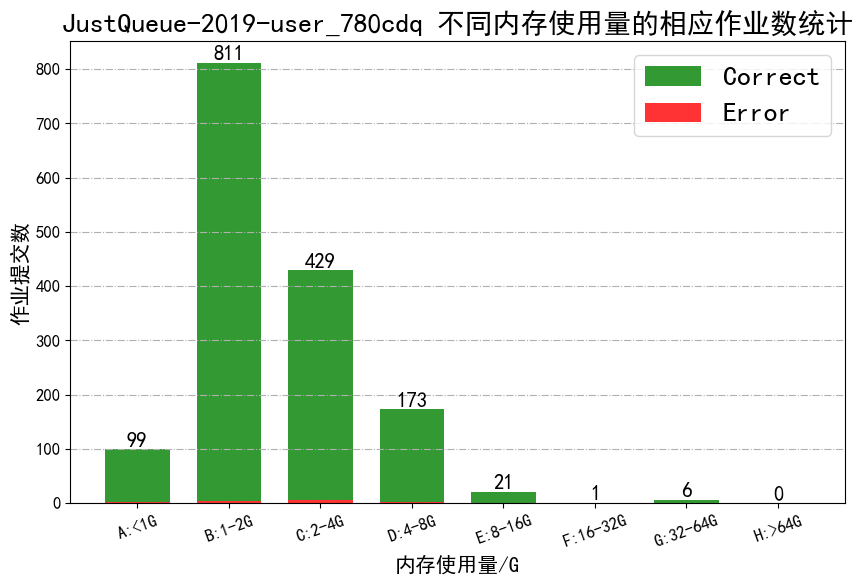 JustQueue-2019-user_780cdq 不同内存使用量的相应作业数统计
Correct
Error
作业提交数
800
700
600
500
400
300
200
100
0
99
811
429
173
21
1
6
0
A:<1G
B:1-2G
C:2-4G
D:4-8G
E:8-16G
F:16-32G
G:32-64G
H:>64G
内存使用量/G